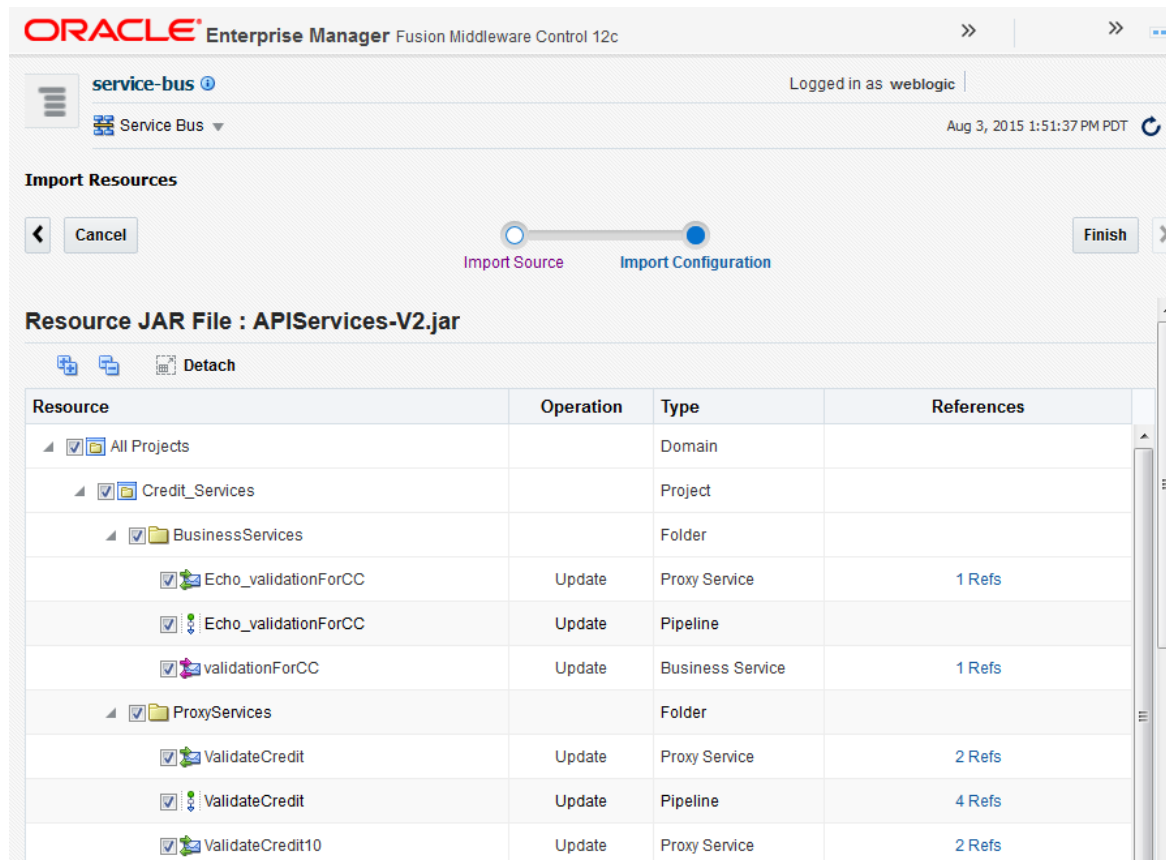 ORACLE Enterprise Manager Fusion Middleware Control 12c
service-bus
Logged in as weblogic
Service Bus
Aug 3, 2015 1:51:37 PM PDT
Import Resources
Cancel
Finish
Import Source
Import Configuration
Resource JAR File : APIServices-V2.jar
Detach
Resource Operation Type References
All Projects Domain
Credit_Services Project
BusinessServices Folder
Echo_validationForCC Update Proxy Service 1 Refs
Echo_validationForCC Update Pipeline
validationForCC Update Business Service 1 Refs
ProxyServices Folder
ValidateCredit Update Proxy Service 2 Refs
ValidateCredit Update Pipeline 4 Refs
ValidateCredit10 Update Proxy Service 2 Refs